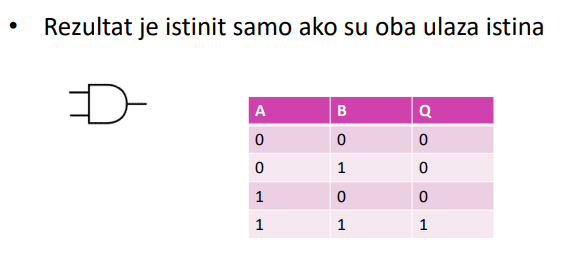 • Rezultat je istinit samo ako su oba ulaza istina
A B Q
0 0 0
0 1 0
1 0 0
1 1 1